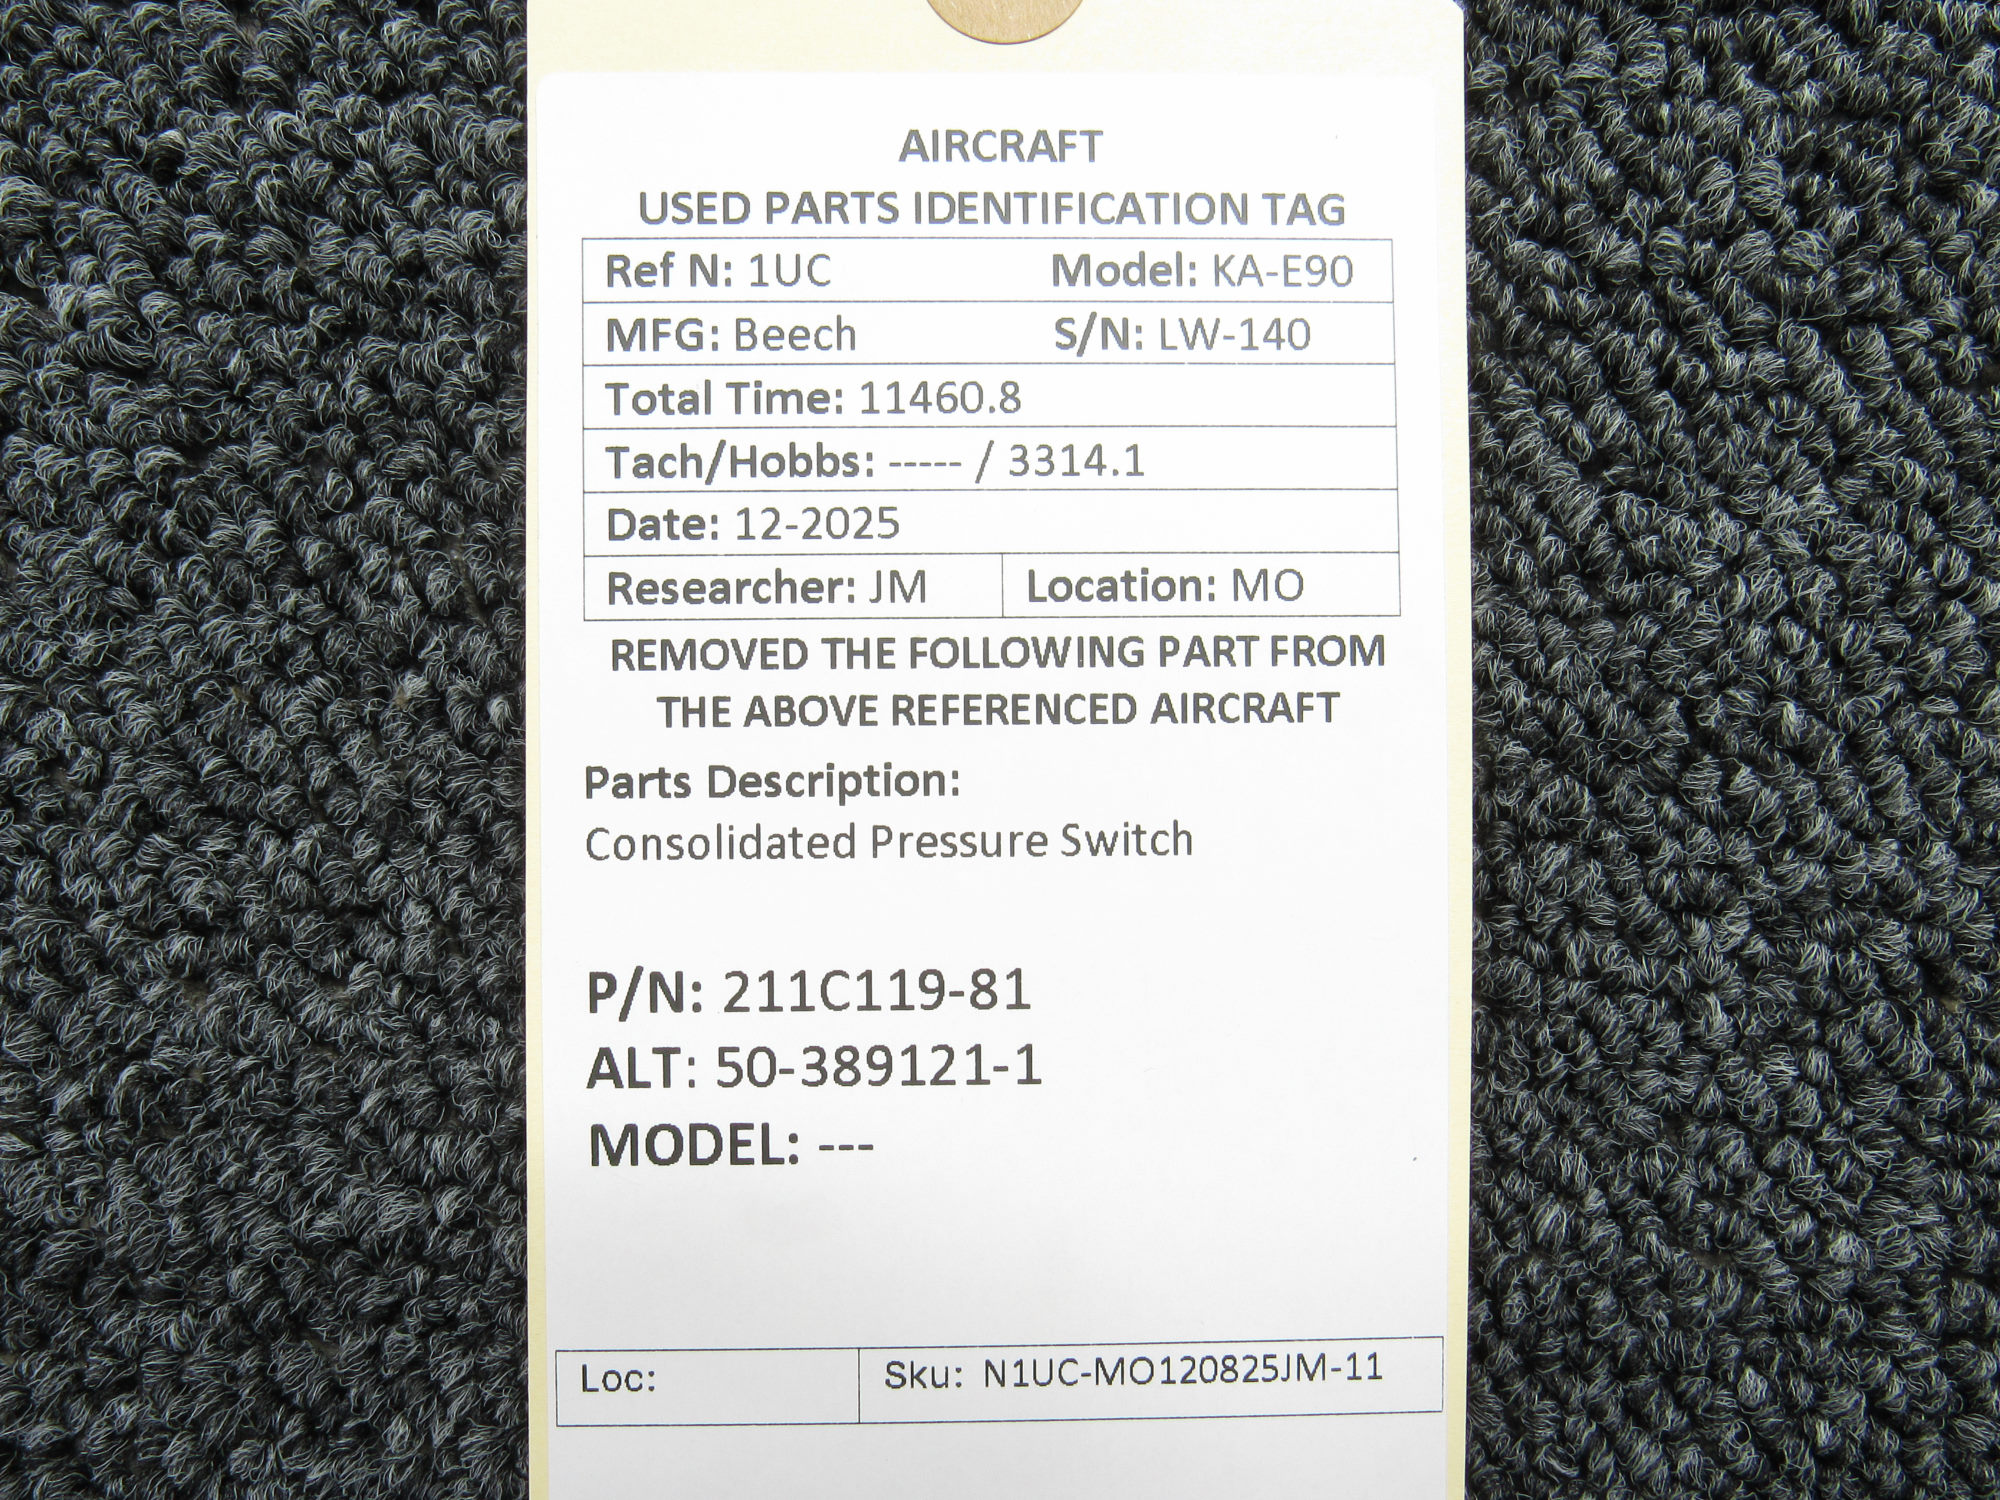 AIRCRAFT
USED PARTS IDENTIFICATION TAG
Ref N: 1UC Model: KA-E90
MFG: Beech S/N: LW-140
Total Time: 11460.8
Tach/Hobbs: ----- / 3314.1
Date: 12-2025
Researcher: JM Location: MO
REMOVED THE FOLLOWING PART FROM
THE ABOVE REFERENCED AIRCRAFT
Parts Description:
Consolidated Pressure Switch
P/N: 211C119-81
ALT: 50-389121-1
MODEL: ---
Loc: Sku: N1UC-MO120825JM-11